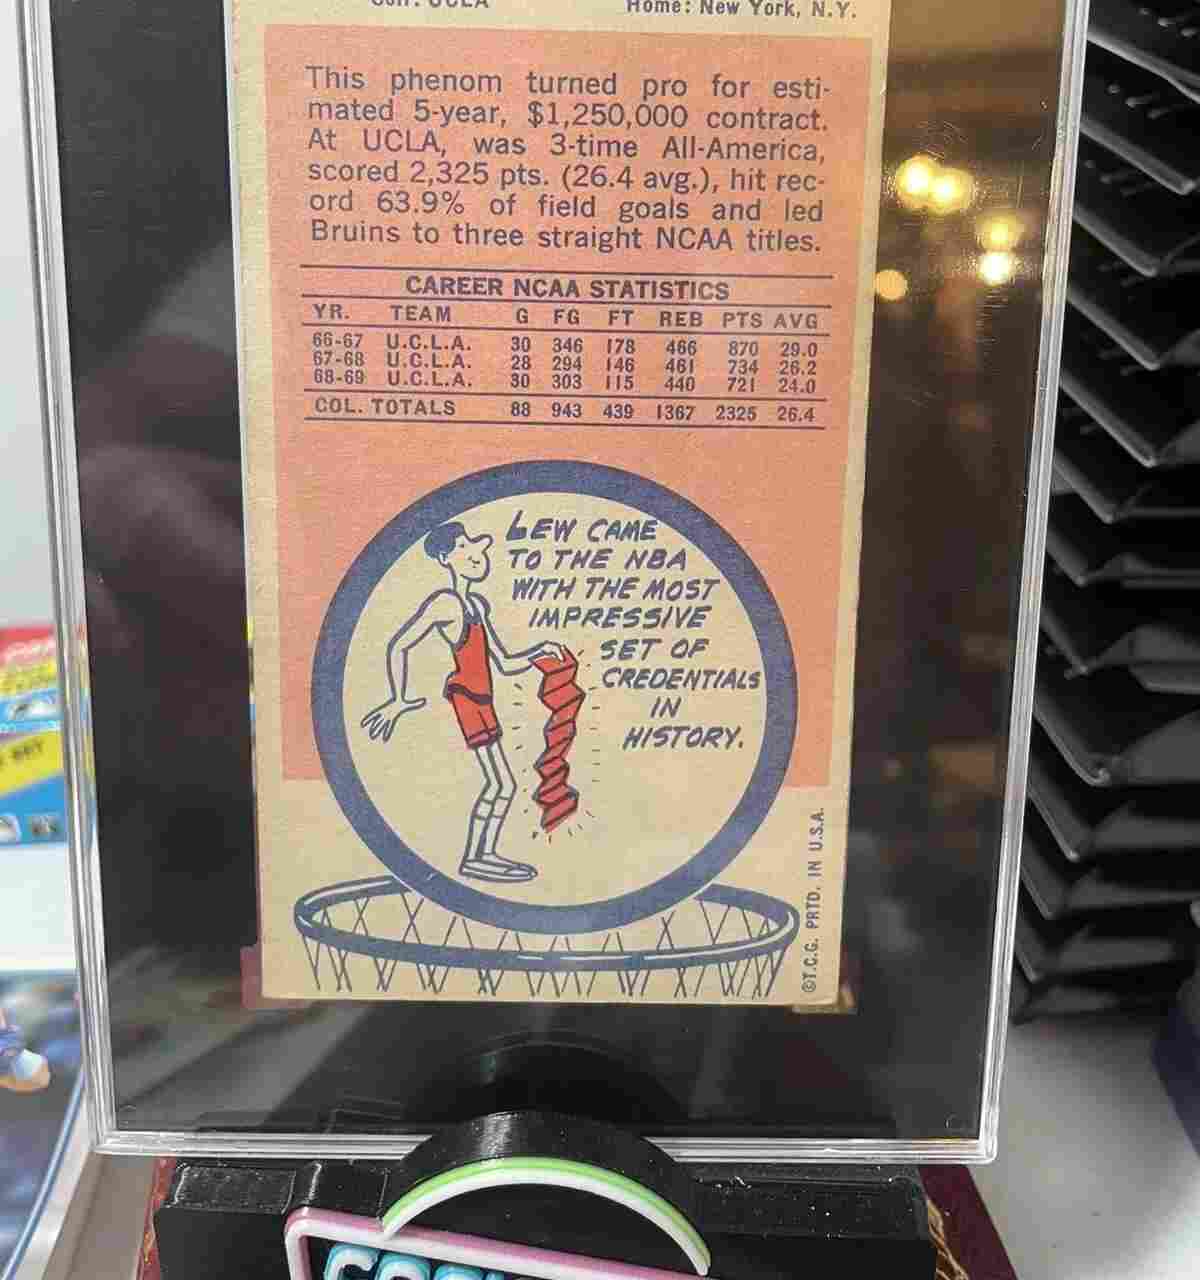 Home: New York, N.Y.
This phenom turned pro for esti-
mated 5-year, $1,250,000 contract.
At UCLA, was 3-time All-America,
scored 2,325 pts. (26.4 avg.), hit rec-
ord 63.9% of field goals and led
Bruins to three straight NCAA titles.
CAREER NCAA STATISTICS
YR. TEAM G FG FT REB PTS AVG
66-67 U.C.L.A. 30 346 178 466 870 29.0
67-68 U.C.L.A. 28 294 146 461 734 26.2
68-69 U.C.L.A. 30 303 115 440 721 24.0
COL. TOTALS 88 943 439 1367 2325 26.4
LEW CAME
TO THE NBA
WITH THE MOST
IMPRESSIVE
SET OF
CREDENTIALS
IN
HISTORY.
©T.C.G. PRTD. IN U.S.A.